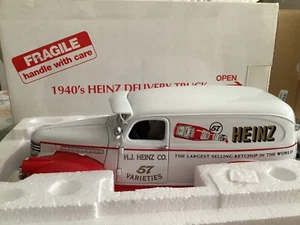 FRAGILE
handle with care
1940's HEINZ DELIVERY TRUCK
OPEN
57
HEINZ
H.J. HEINZ CO.
57
VARIETIES
THE LARGEST SELLING KETCHUP IN THE WORLD